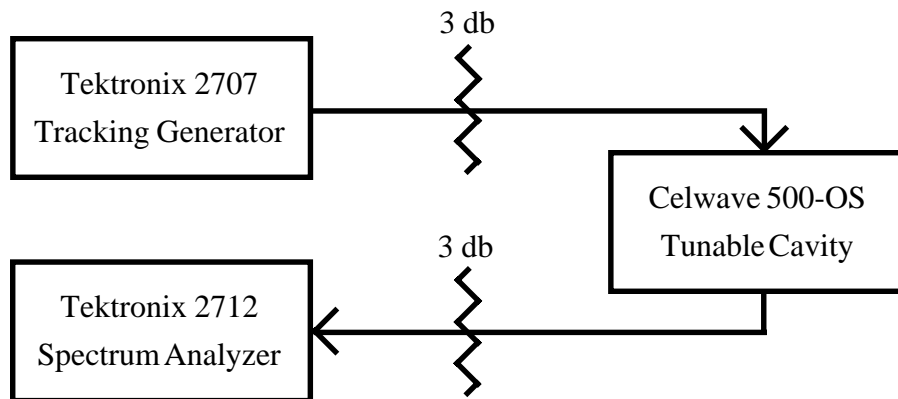 3 db
Tektronix 2707
Tracking Generator
Celwave 500-OS
Tunable Cavity
3 db
Tektronix 2712
Spectrum Analyzer